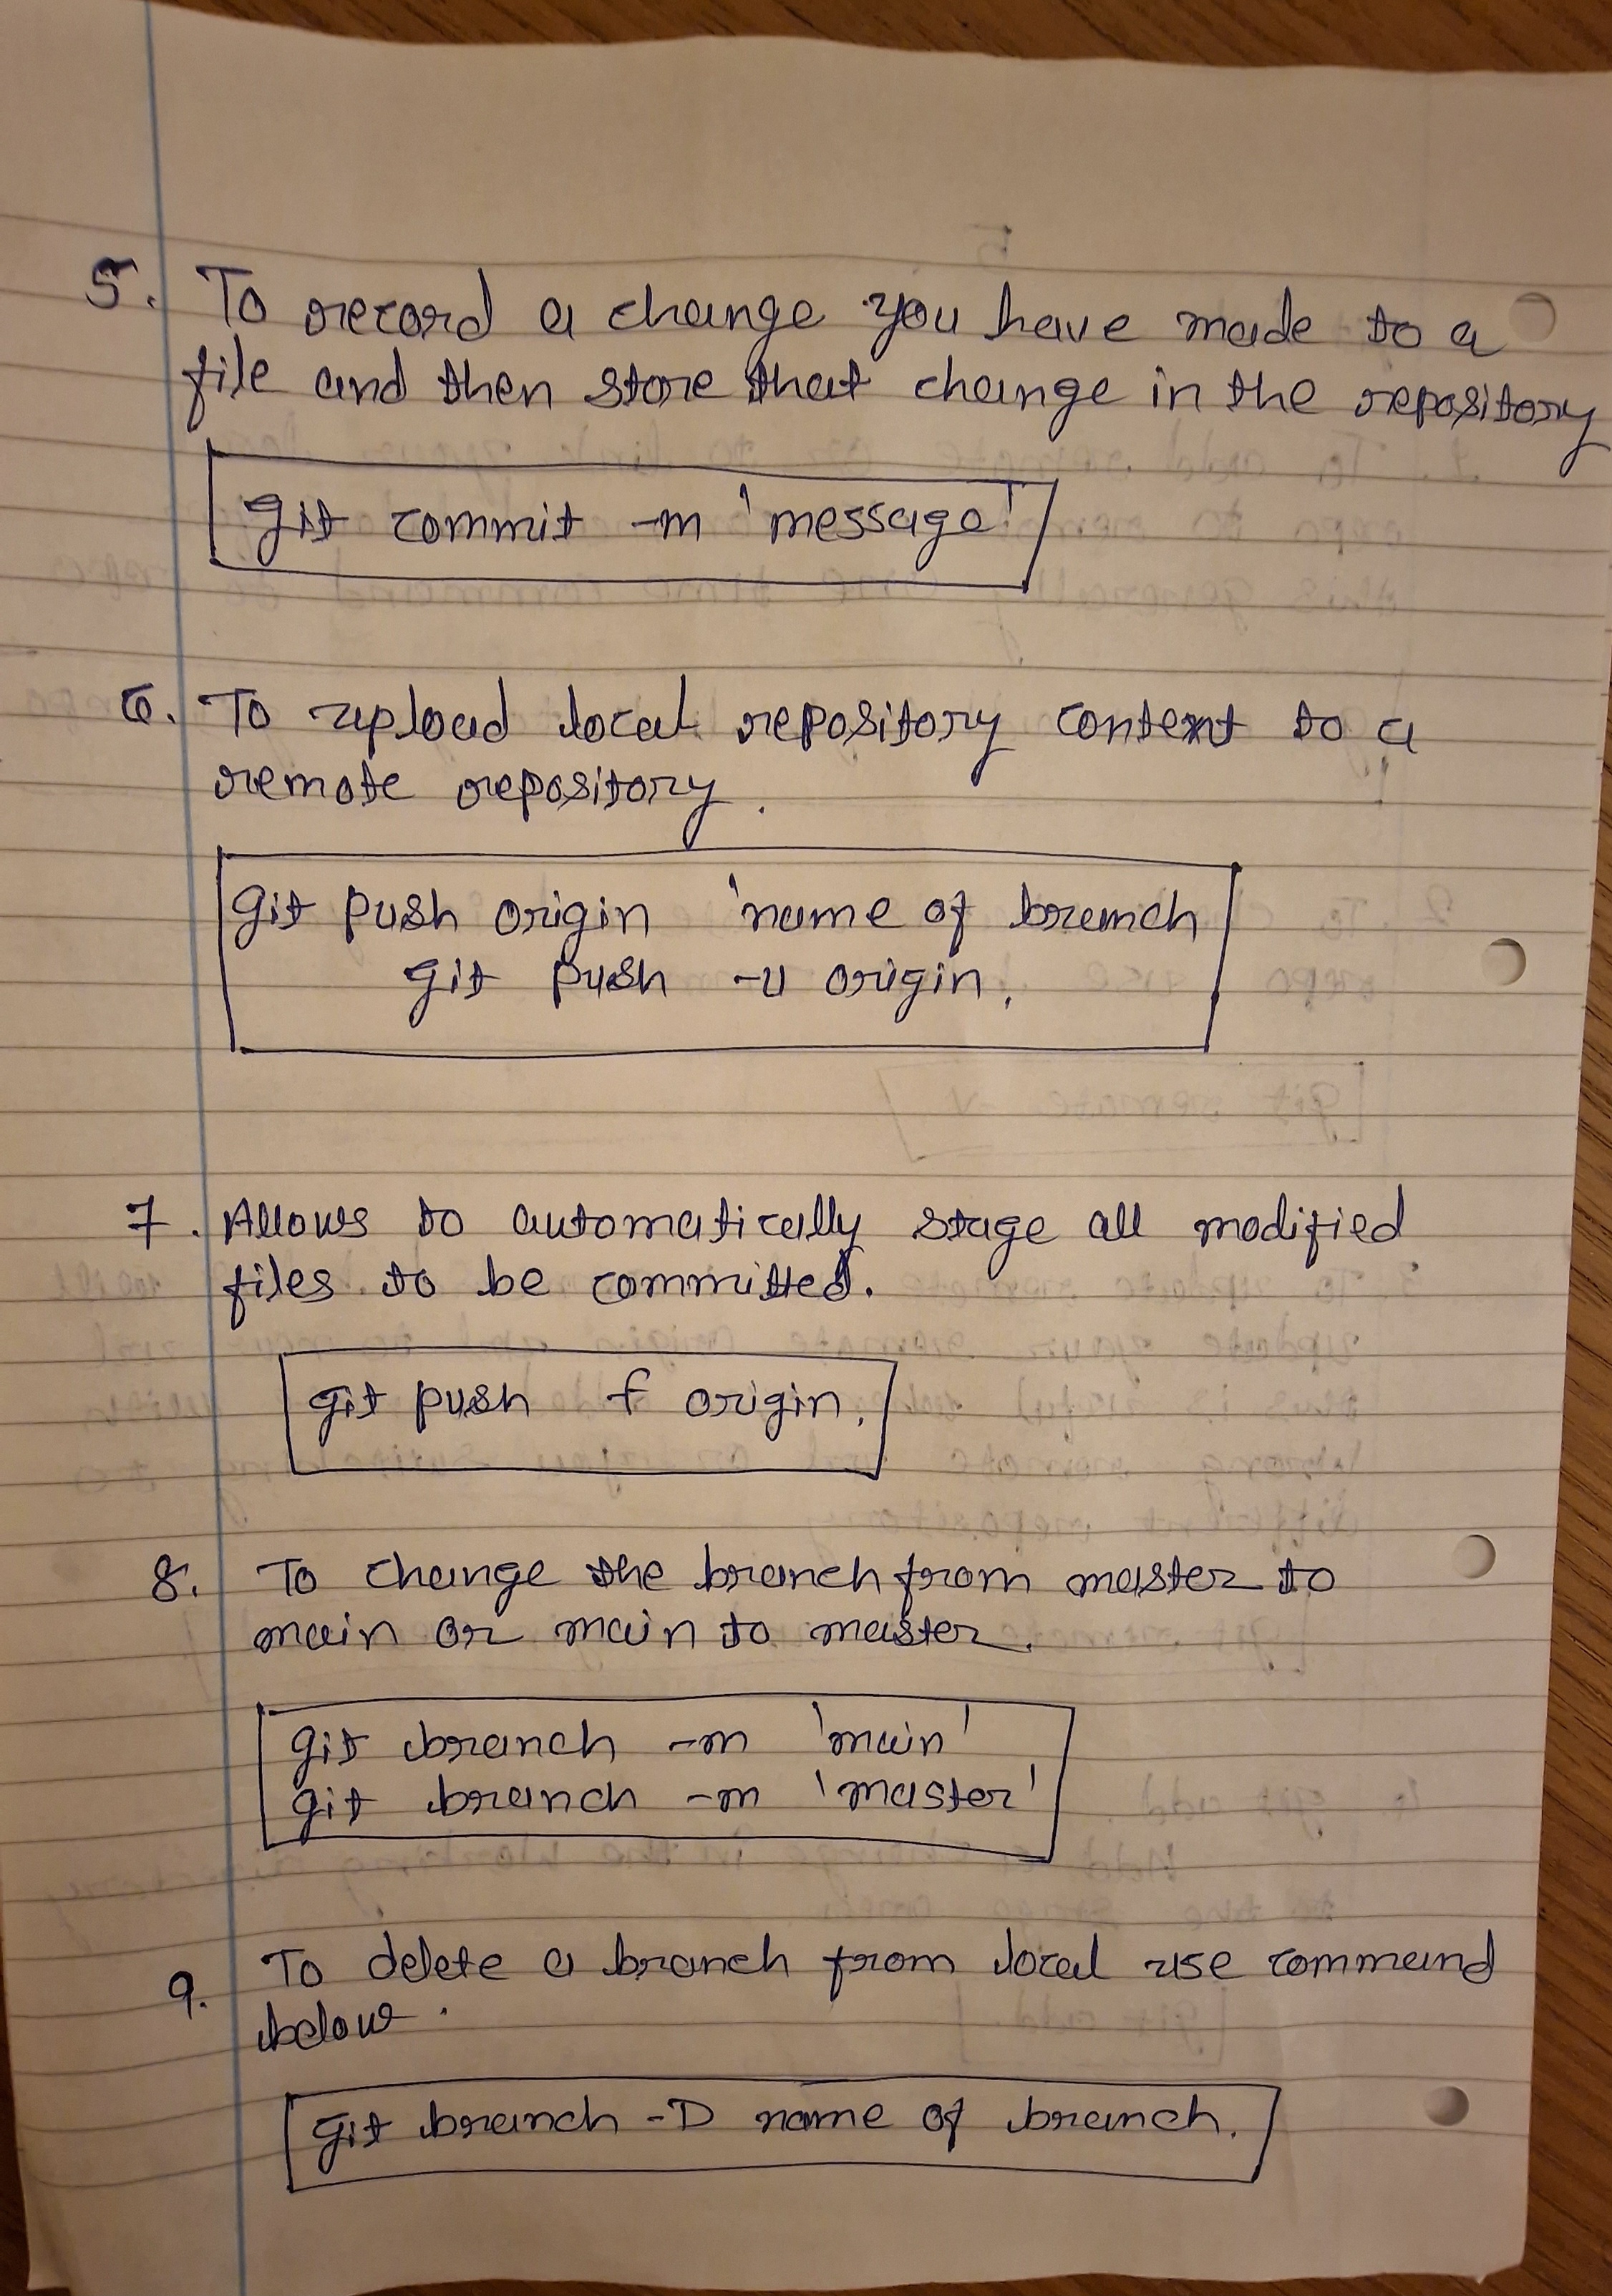 5. To record a change you have made to a
file and then store that change in the repository
git commit -m 'message'
6. To upload local repository content to a
remote repository.
git push origin 'name of branch
git push -u origin.
7. Allows to automatically stage all modified
files to be committed.
git push f origin.
8. To change the branch from master to
main or main to master.
git branch -m 'main'
git branch -m 'master'
9. To delete a branch from local use command
below.
git branch -D name of branch.